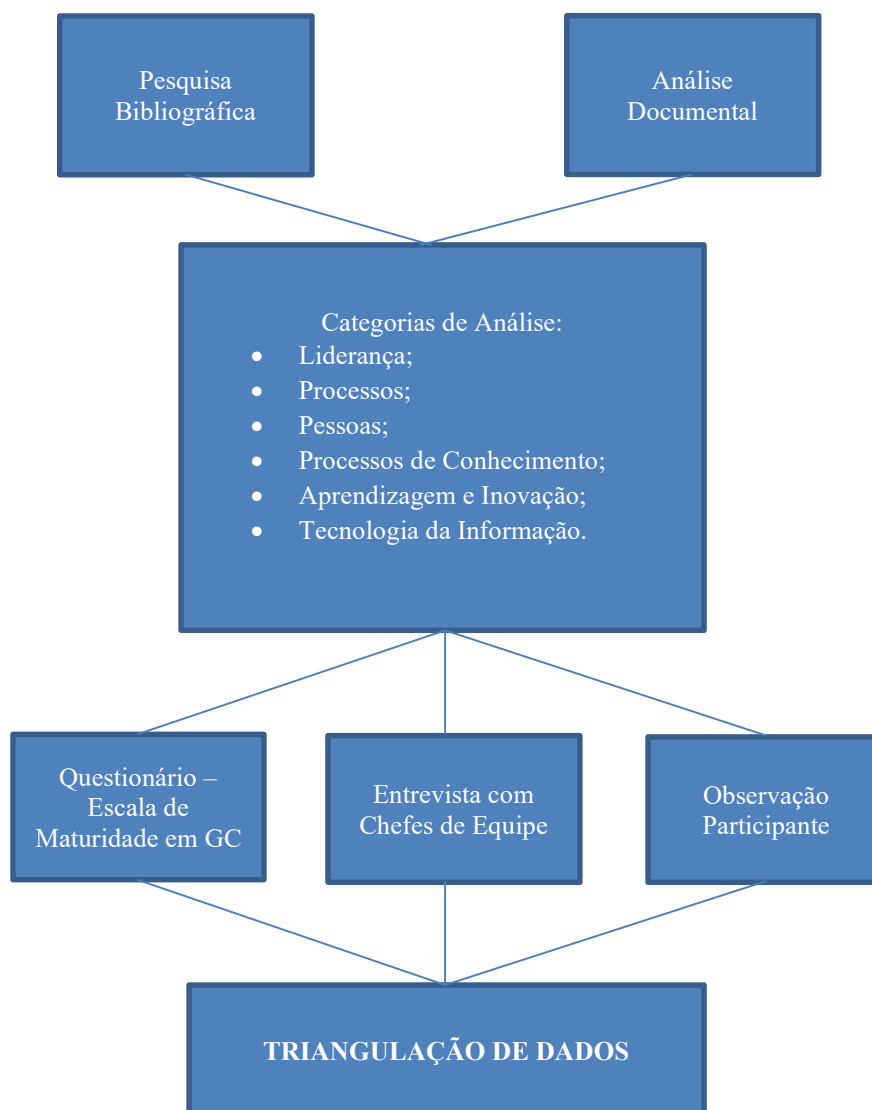 Pesquisa
Bibliográfica
Análise
Documental
Categorias de Análise:
• Liderança;
• Processos;
• Pessoas;
• Processos de Conhecimento;
• Aprendizagem e Inovação;
• Tecnologia da Informação.
Questionário –
Escala de
Maturidade em GC
Entrevista com
Chefes de Equipe
Observação
Participante
TRIANGULAÇÃO DE DADOS